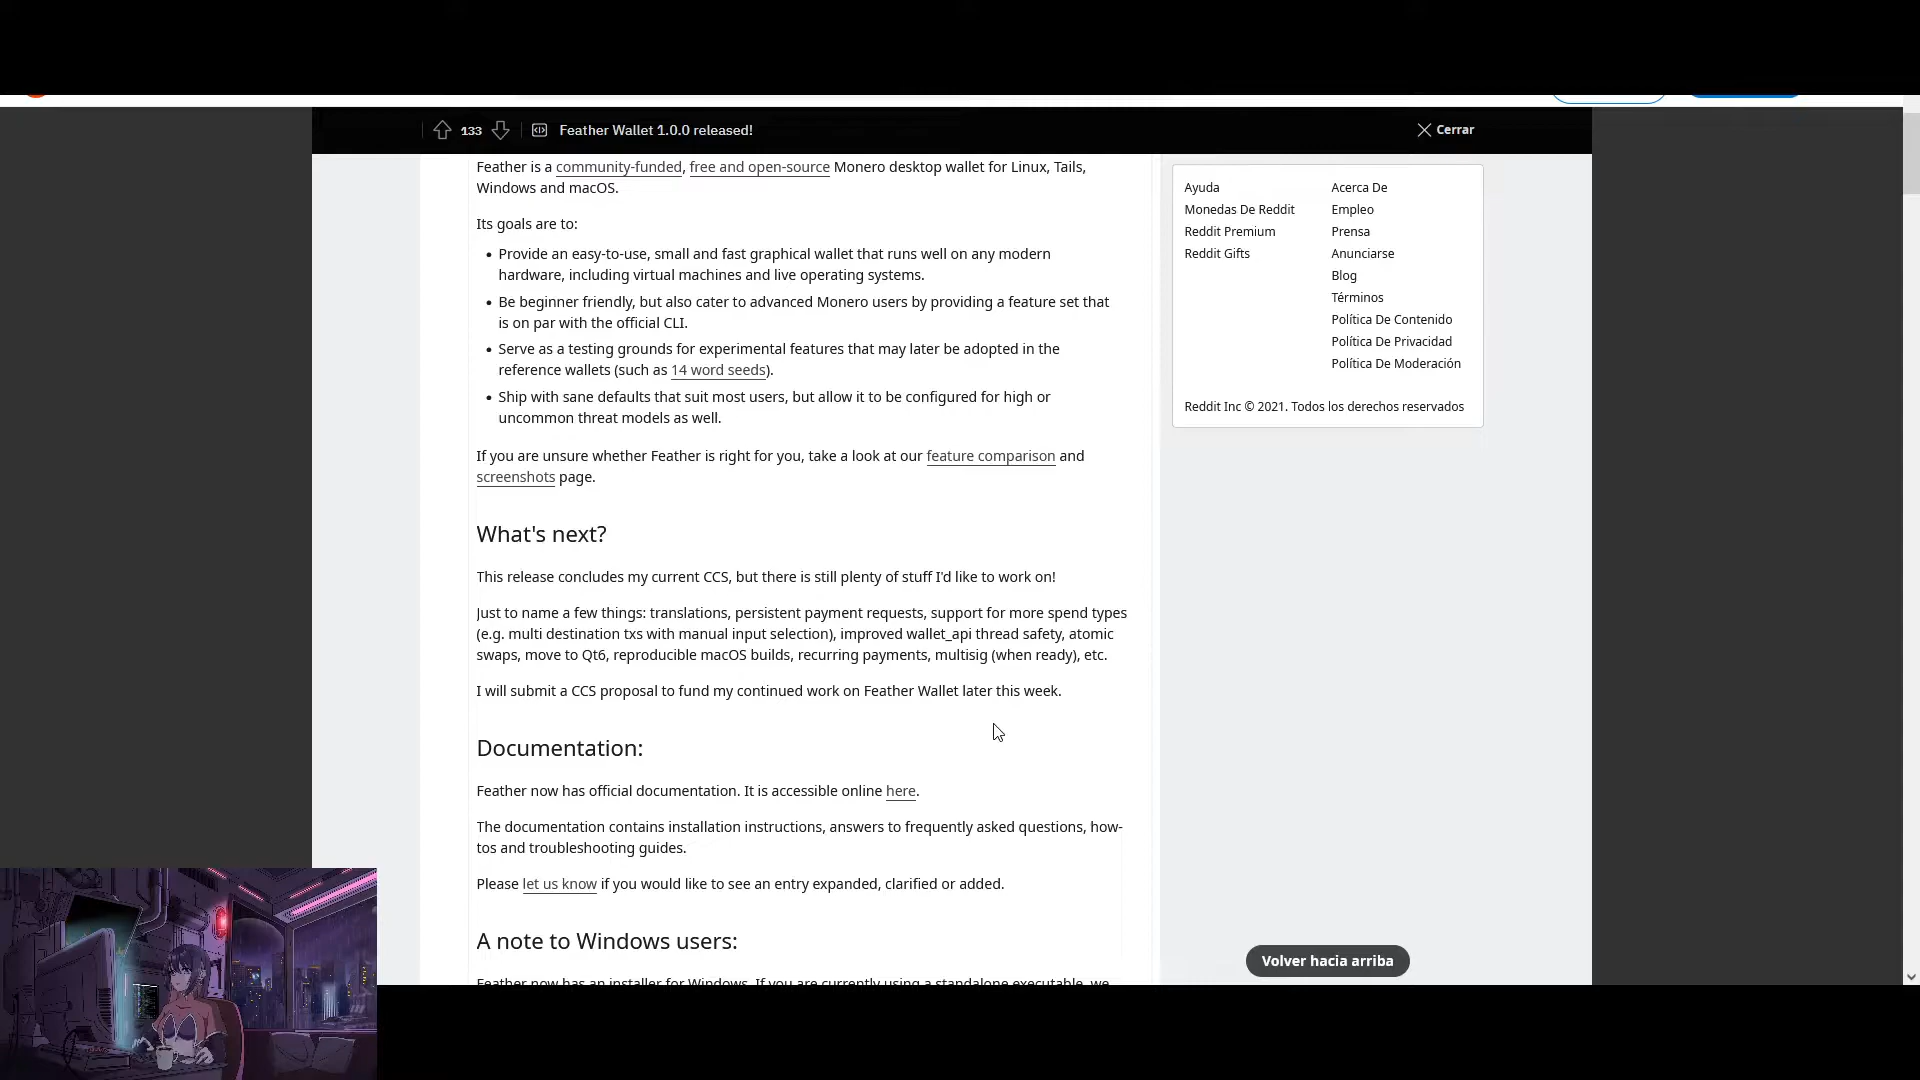 133
Feather Wallet 1.0.0 released!
Cerrar
Feather is a community-funded, free and open-source Monero desktop wallet for Linux, Tails,
Windows and macOS.
Its goals are to:
• Provide an easy-to-use, small and fast graphical wallet that runs well on any modern
hardware, including virtual machines and live operating systems.
• Be beginner friendly, but also cater to advanced Monero users by providing a feature set that
is on par with the official CLI.
• Serve as a testing grounds for experimental features that may later be adopted in the
reference wallets (such as 14 word seeds).
• Ship with sane defaults that suit most users, but allow it to be configured for high or
uncommon threat models as well.
If you are unsure whether Feather is right for you, take a look at our feature comparison and
screenshots page.
What's next?
This release concludes my current CCS, but there is still plenty of stuff I'd like to work on!
Just to name a few things: translations, persistent payment requests, support for more spend types
(e.g. multi destination txs with manual input selection), improved wallet_api thread safety, atomic
swaps, move to Qt6, reproducible macOS builds, recurring payments, multisig (when ready), etc.
I will submit a CCS proposal to fund my continued work on Feather Wallet later this week.
Documentation:
Feather now has official documentation. It is accessible online here.
The documentation contains installation instructions, answers to frequently asked questions, how-
tos and troubleshooting guides.
Please let us know if you would like to see an entry expanded, clarified or added.
A note to Windows users:
Feather now has an installer for Windows. If you are currently using a standalone executable, we
Ayuda
Monedas De Reddit
Reddit Premium
Reddit Gifts
Acerca De
Empleo
Prensa
Anunciarse
Blog
Términos
Política De Contenido
Política De Privacidad
Política De Moderación
Reddit Inc © 2021. Todos los derechos reservados
Volver hacia arriba